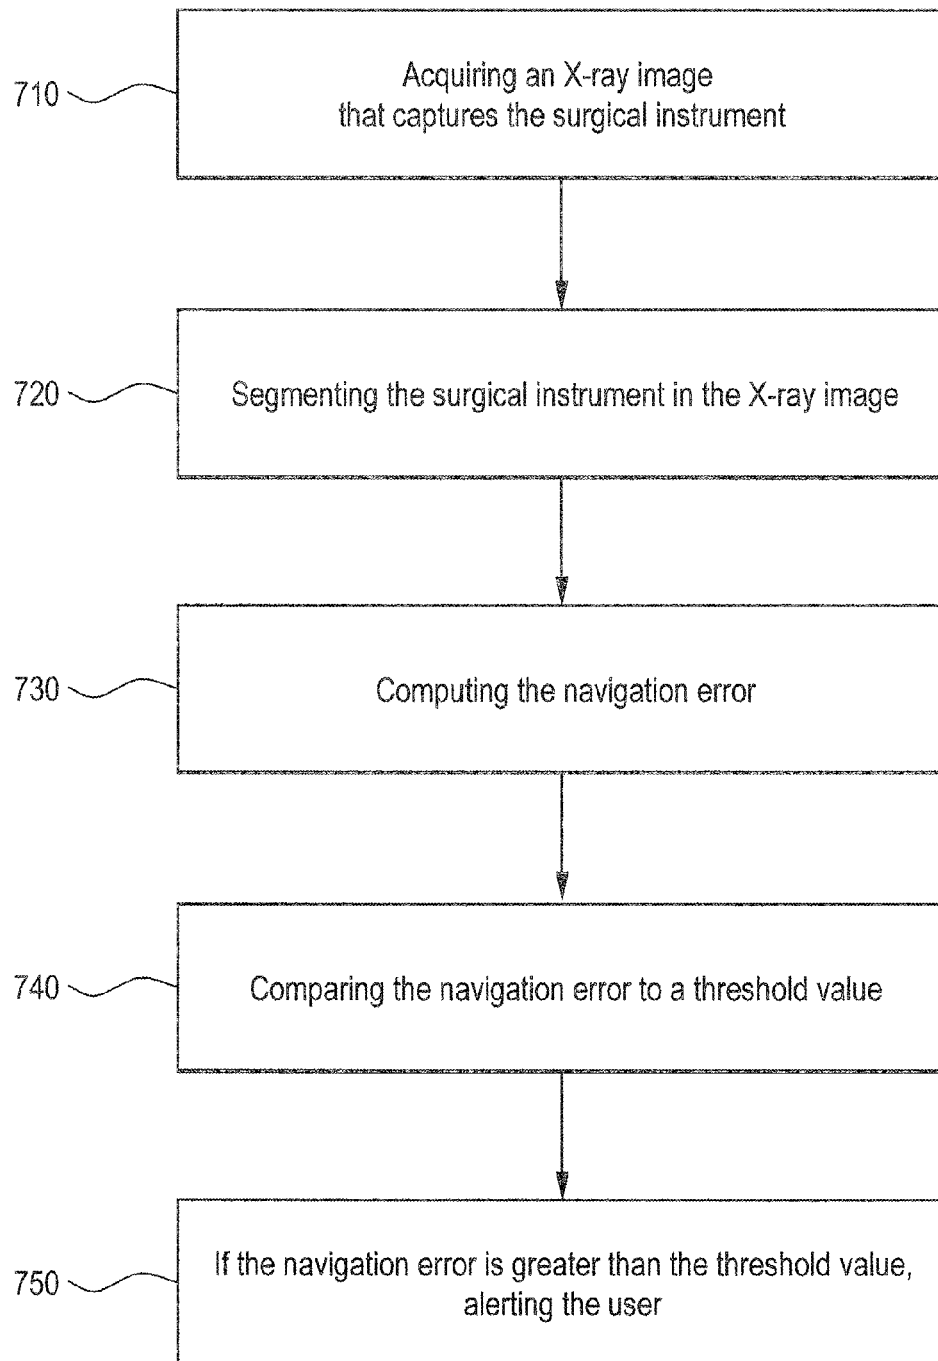 710
Acquiring an X-ray image
that captures the surgical instrument
720
Segmenting the surgical instrument in the X-ray image
730
Computing the navigation error
740
Comparing the navigation error to a threshold value
750
If the navigation error is greater than the threshold value,
alerting the user